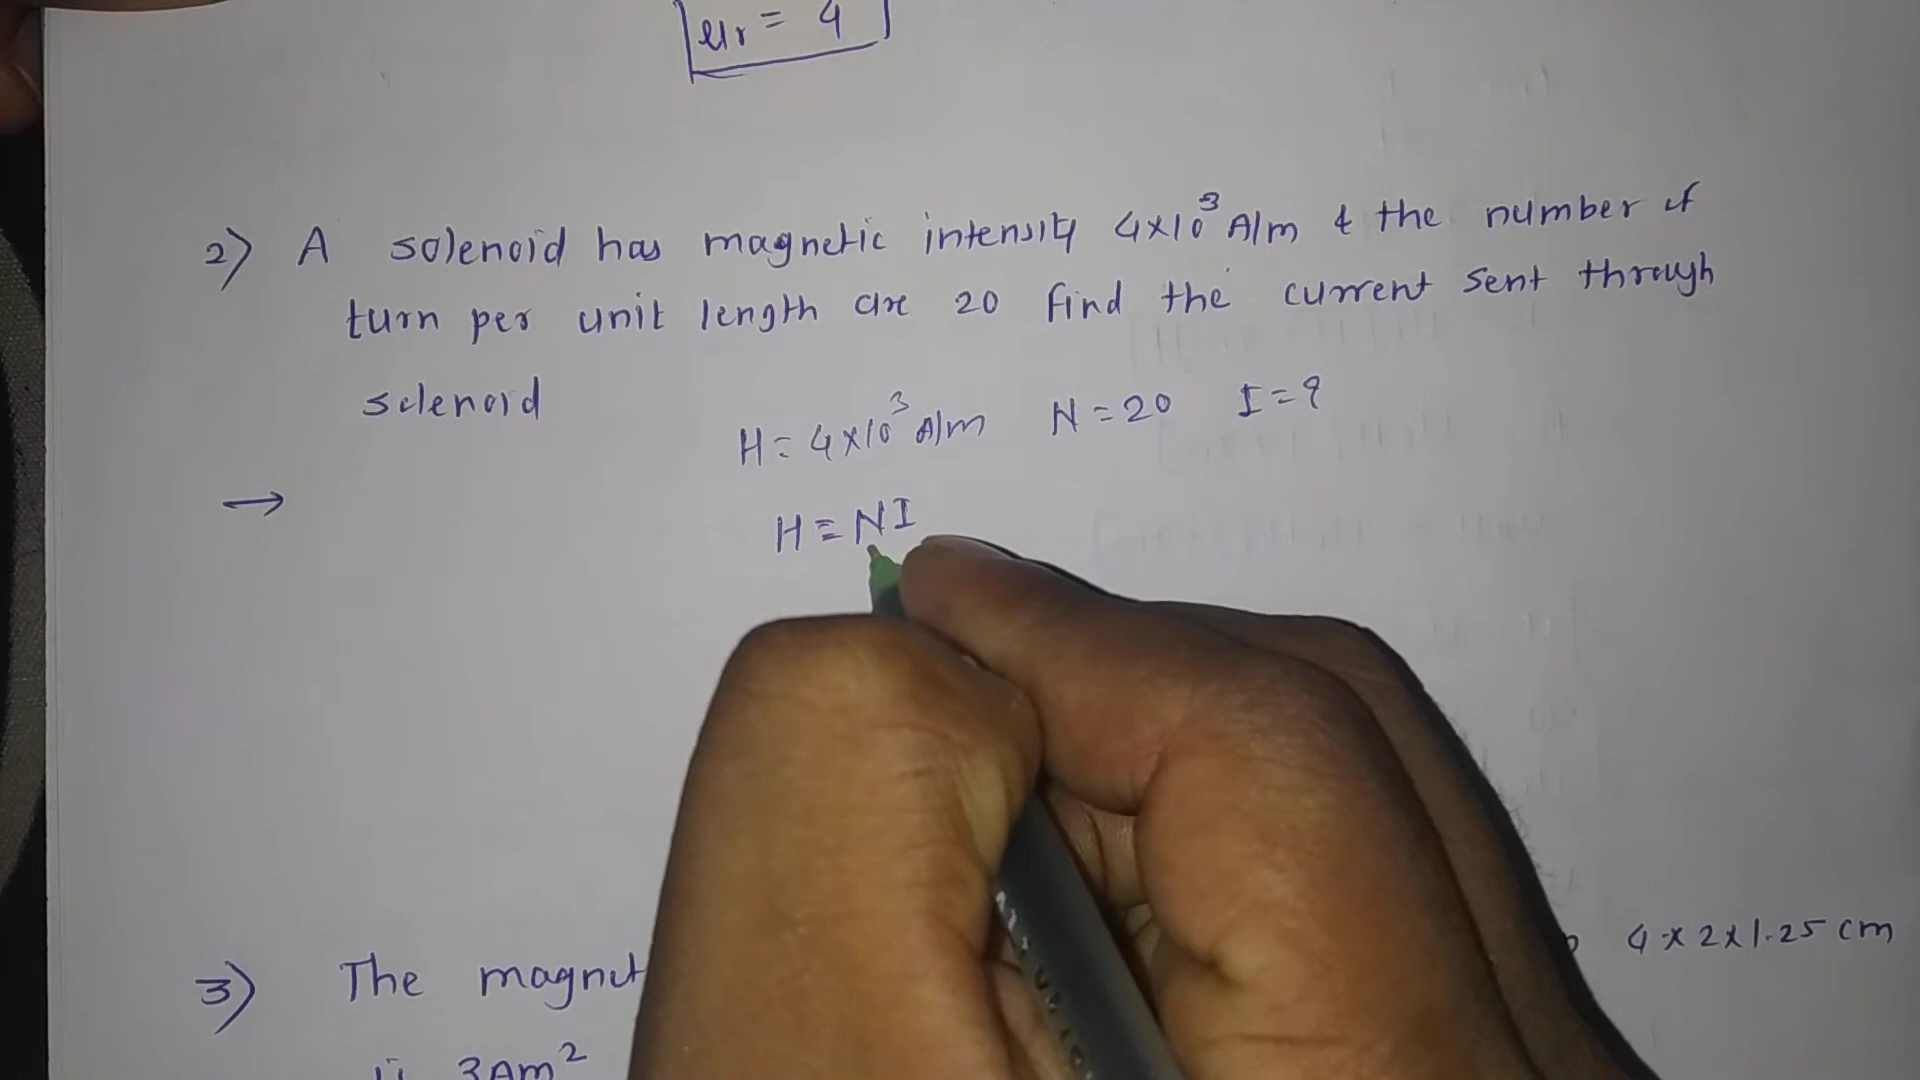 μr = 4
2) A solenoid has magnetic intensity 4×10³ A/m & the number of
turn per unit length are 20 find the current sent through
solenoid
H = 4×10³ A/m N = 20 I = ?
→
H = NI
3) The magnet 4×2×1.25 cm
is 3Am²